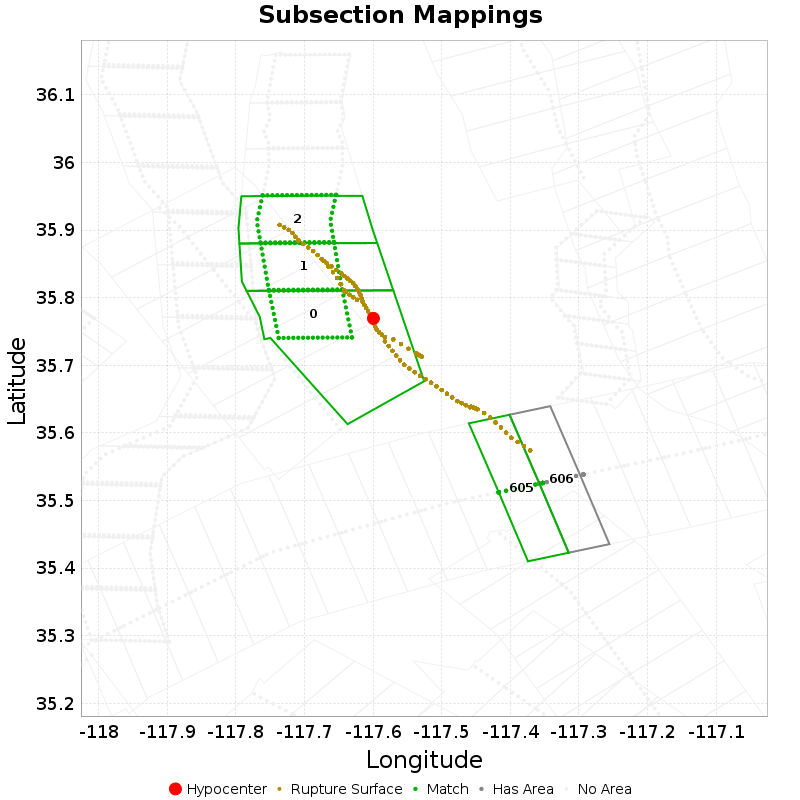 Subsection Mappings
36.1
36
35.9
35.8
35.7
35.6
35.5
35.4
35.3
35.2
Latitude
2
1
0
605 606
-118 -117.9 -117.8 -117.7 -117.6 -117.5 -117.4 -117.3 -117.2 -117.1
Longitude
Hypocenter Rupture Surface Match Has Area No Area